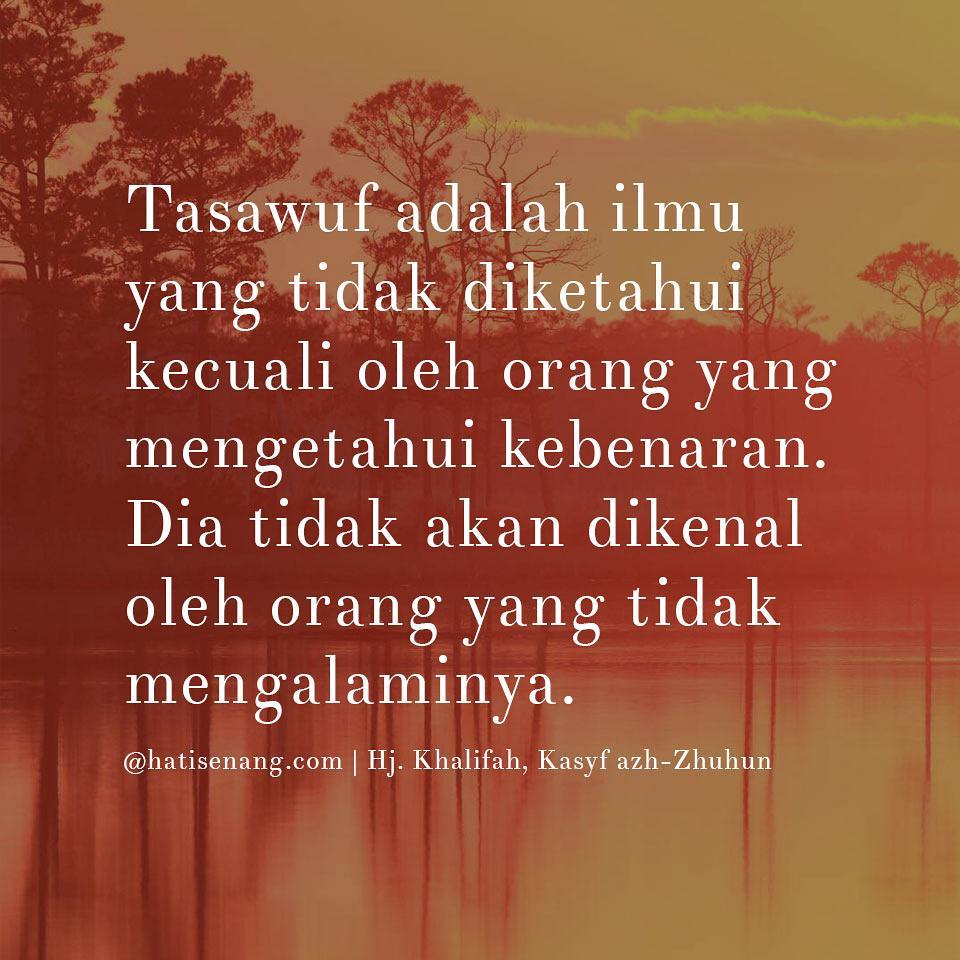 Tasawuf adalah ilmu
yang tidak diketahui
kecuali oleh orang yang
mengetahui kebenaran.
Dia tidak akan dikenal
oleh orang yang tidak
mengalaminya.
@hatisenang.com | Hj. Khalifah, Kasyf azh-Zhuhun